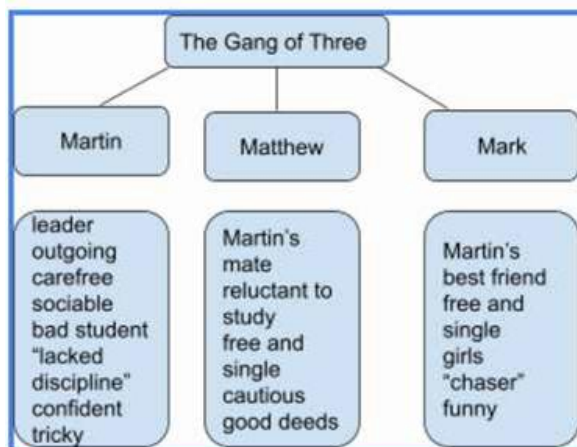 The Gang of Three
Martin
Matthew
Mark
leader
outgoing
carefree
sociable
bad student
“lacked
discipline”
confident
tricky
Martin's
mate
reluctant to
study
free and
single
cautious
good deeds
Martin's
best friend
free and
single
girls
“chaser”
funny